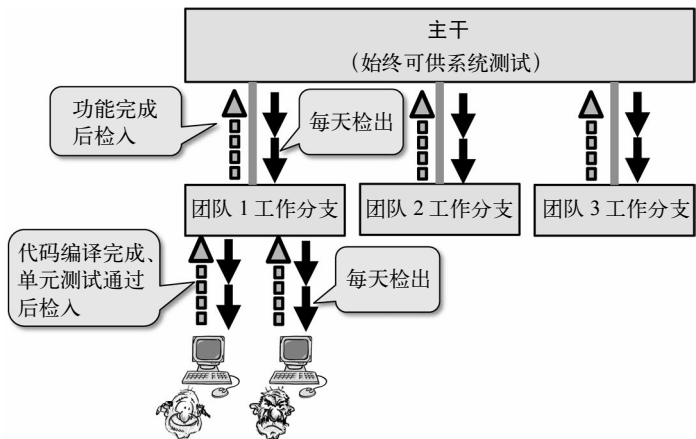 主干
(始终可供系统测试)
功能完成
后检入
每天检出
团队 1 工作分支
团队 2 工作分支
团队 3 工作分支
代码编译完成、
单元测试通过
后检入
每天检出